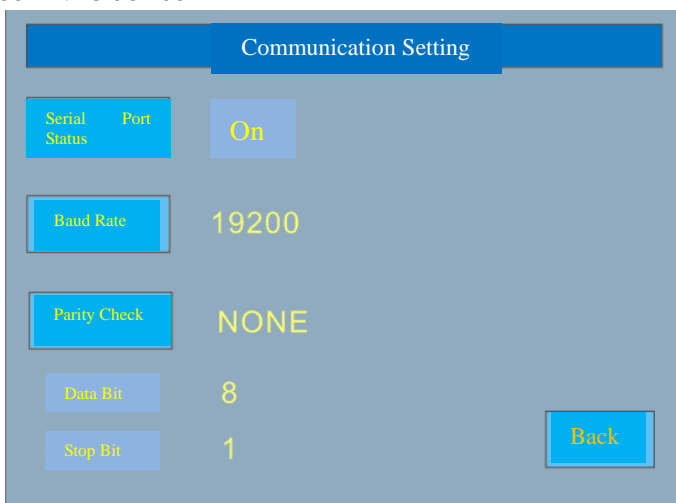 Communication Setting
Serial Port
Status
On
Baud Rate
19200
Parity Check
NONE
Data Bit
8
Stop Bit
1
Back